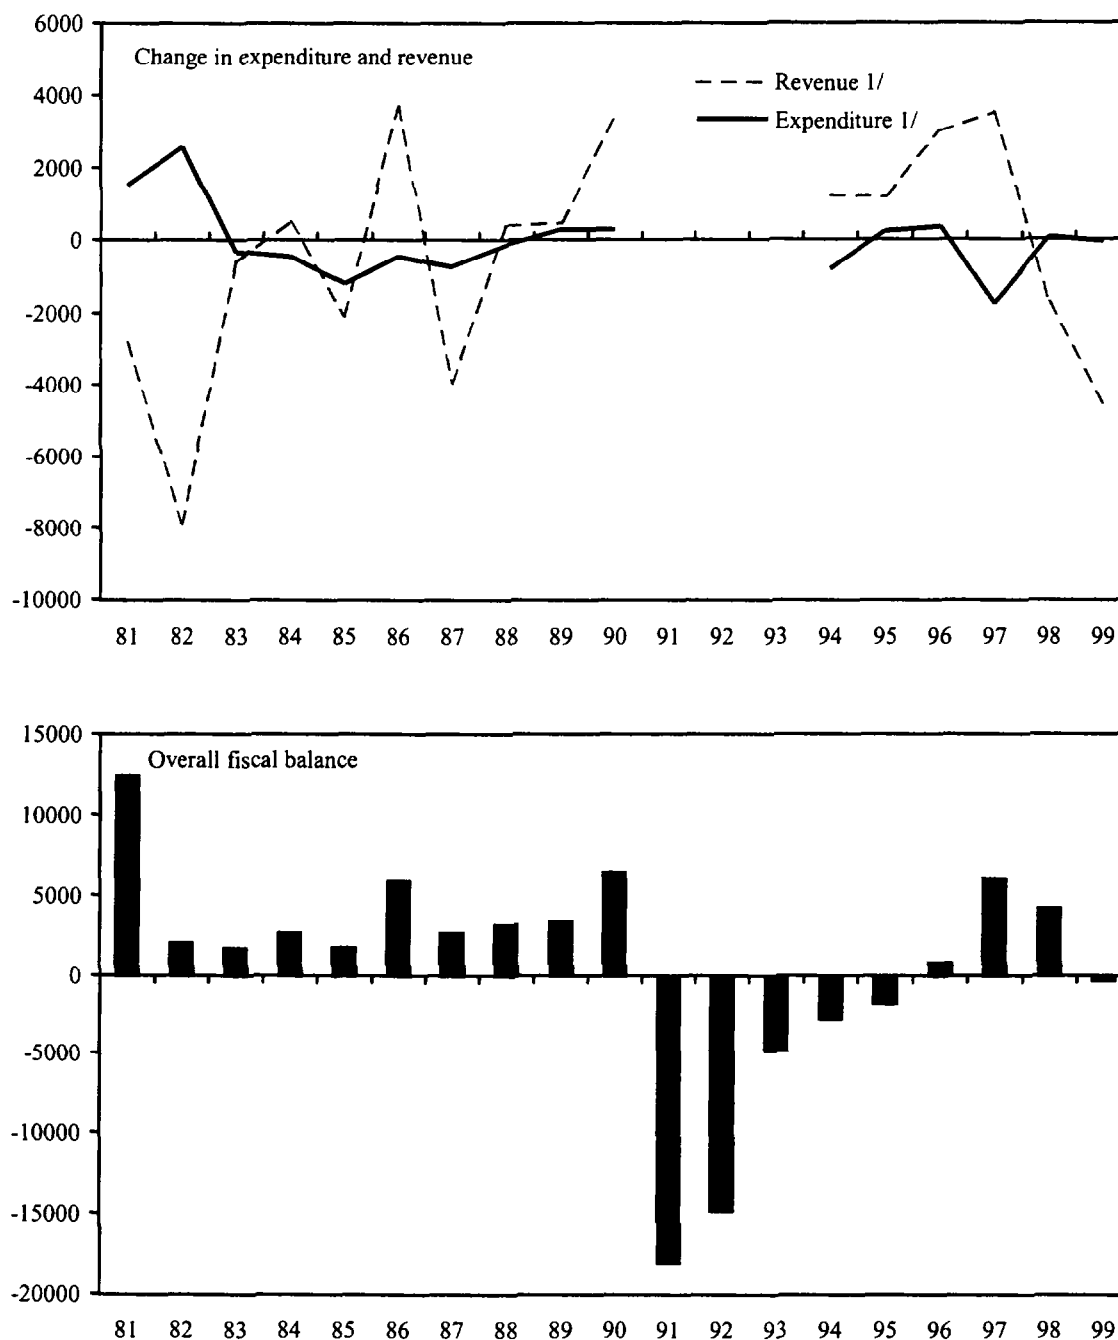 6000
Change in expenditure and revenue
Revenue 1/
4000
Expenditure 1/
2000
0
-2000
-4000
-6000
-8000
-10000
81 82 83 84 85 86 87 88 89 90 91 92 93 94 95 96 97 98 99
15000
Overall fiscal balance
10000
5000
0
-5000
-10000
-15000
-20000
81 82 83 84 85 86 87 88 89 90 91 92 93 94 95 96 97 98 99